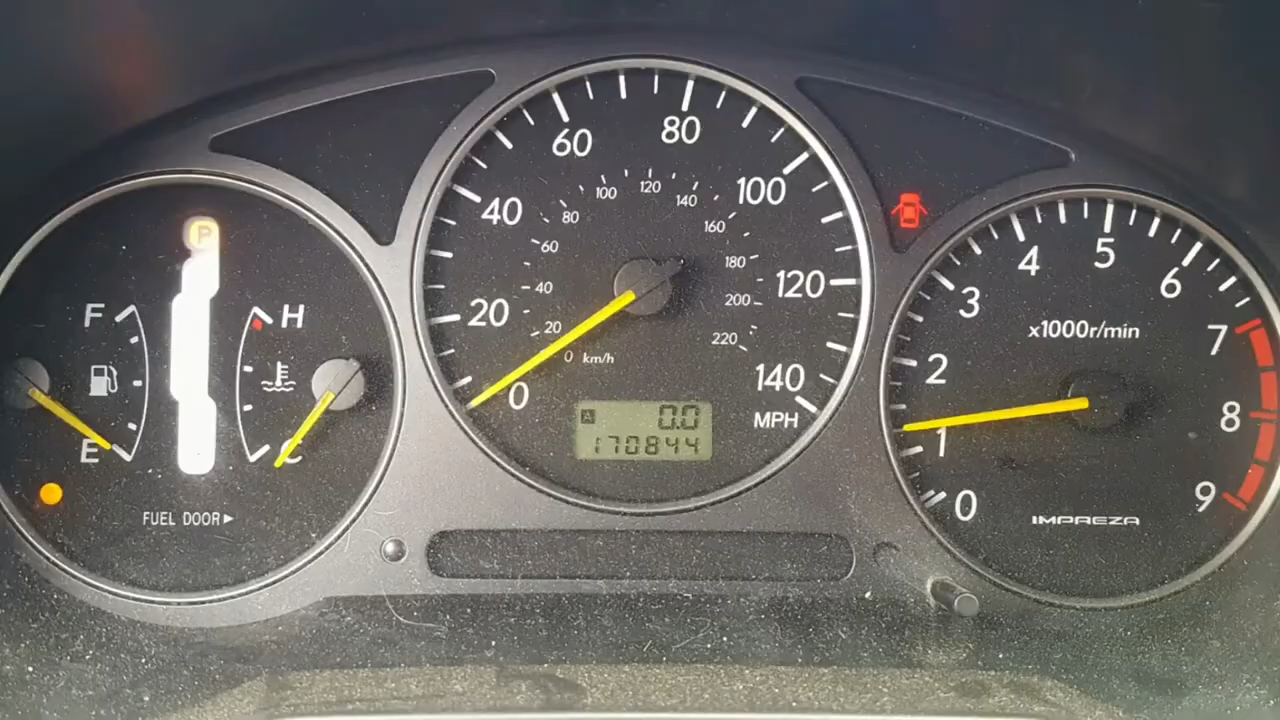 P
F
E
H
C
FUEL DOOR▶
0
20
40
60
80
100
120
140
MPH
0 km/h
20
40
60
80
100
120
140
160
180
200
220
A 0.0
170844
0
1
2
3
4
5
6
7
8
9
x1000r/min
IMPREZA